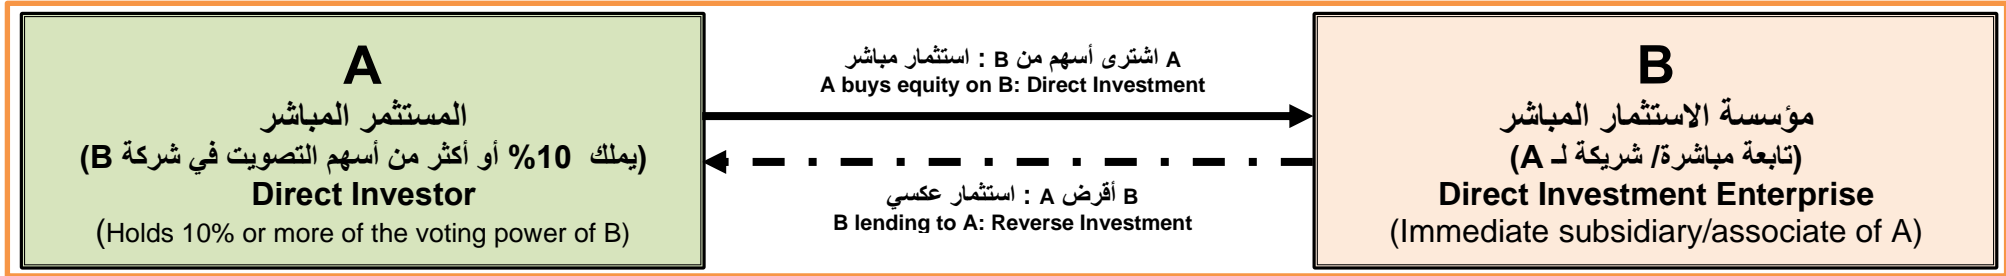 A
المستثمر المباشر
(يملك 10% أو أكثر من أسهم التصويت في شركة B)
Direct Investor
(Holds 10% or more of the voting power of B)
A اشترى أسهم من B : استثمار مباشر
A buys equity on B: Direct Investment
B أقرض A : استثمار عكسي
B lending to A: Reverse Investment
B
مؤسسة الاستثمار المباشر
(تابعة مباشرة/ شريكة لـ A)
Direct Investment Enterprise
(Immediate subsidiary/associate of A)